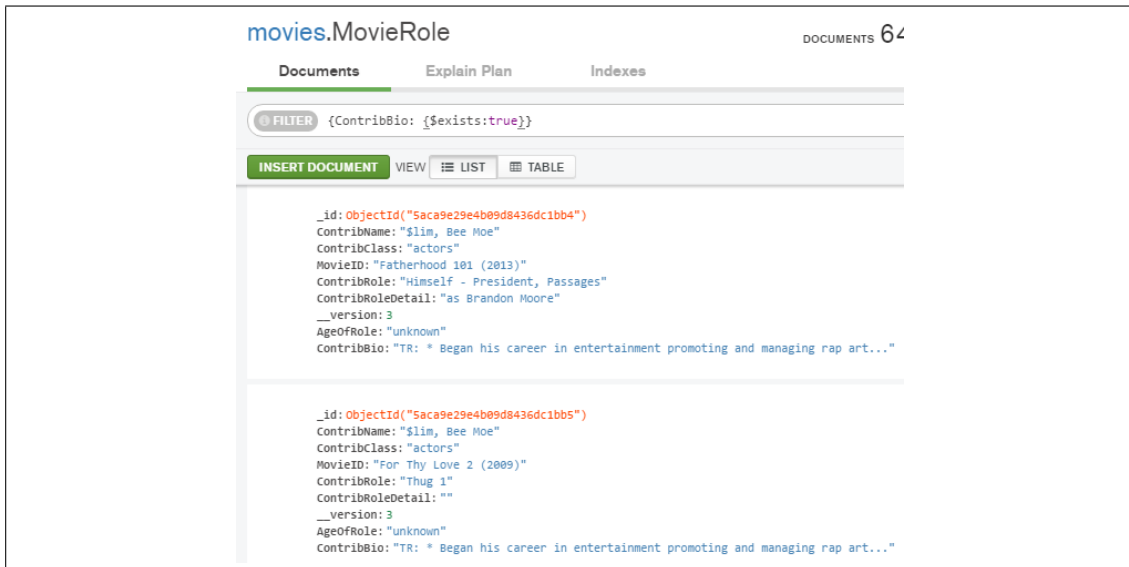 movies.MovieRole
DOCUMENTS 64
Documents Explain Plan Indexes
FILTER {ContribBio: {$exists:true}}
INSERT DOCUMENT VIEW LIST TABLE
_id: ObjectId("5aca9e29e4b09d8436dc1bb4")
ContribName: "$lim, Bee Moe"
ContribClass: "actors"
MovieID: "Fatherhood 101 (2013)"
ContribRole: "Himself - President, Passages"
ContribRoleDetail: "as Brandon Moore"
__version: 3
AgeOfRole: "unknown"
ContribBio: "TR: * Began his career in entertainment promoting and managing rap art..."
_id: ObjectId("5aca9e29e4b09d8436dc1bb5")
ContribName: "$lim, Bee Moe"
ContribClass: "actors"
MovieID: "For Thy Love 2 (2009)"
ContribRole: "Thug 1"
ContribRoleDetail: ""
__version: 3
AgeOfRole: "unknown"
ContribBio: "TR: * Began his career in entertainment promoting and managing rap art..."